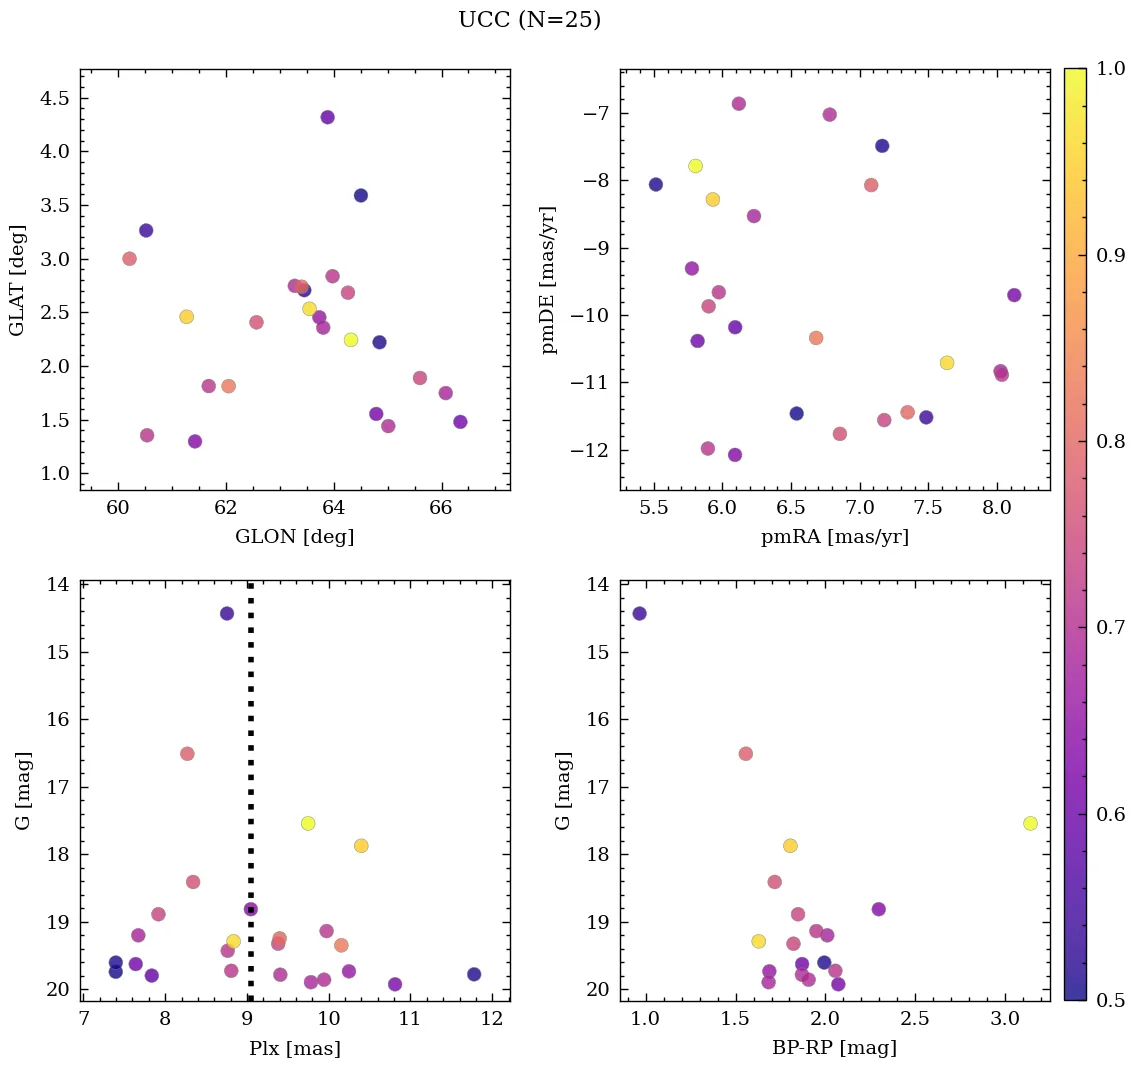 UCC (N=25)
4.5
4.0
3.5
3.0
2.5
2.0
1.5
1.0
GLAT [deg]
60 62 64 66
GLON [deg]
−7
−8
−9
−10
−11
−12
pmDE [mas/yr]
5.5 6.0 6.5 7.0 7.5 8.0
pmRA [mas/yr]
14
15
16
17
18
19
20
G [mag]
7 8 9 10 11 12
Plx [mas]
14
15
16
17
18
19
20
G [mag]
1.0 1.5 2.0 2.5 3.0
BP-RP [mag]
1.0
0.9
0.8
0.7
0.6
0.5